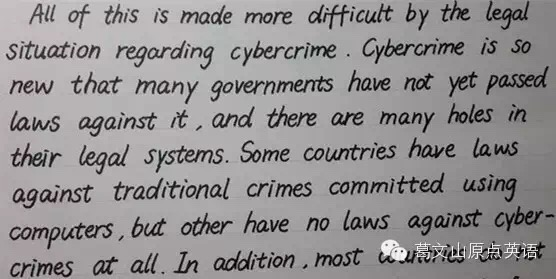 All of this is made more difficult by the legal
situation regarding cybercrime. Cybercrime is so
new that many governments have not yet passed
laws against it, and there are many holes in
their legal systems. Some countries have laws
against traditional crimes committed using
computers, but other have no laws against cyber-
crimes at all. In addition, most
葛文山原点英语